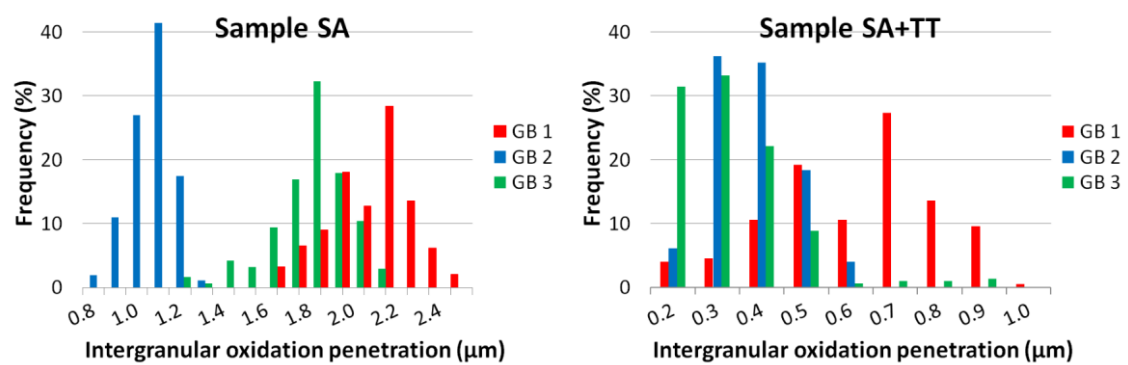 Sample SA
Frequency (%)
40
30
20
10
0
0.8 1.0 1.2 1.4 1.6 1.8 2.0 2.2 2.4
Intergranular oxidation penetration (µm)
GB 1
GB 2
GB 3
Sample SA+TT
Frequency (%)
40
30
20
10
0
0.2 0.3 0.4 0.5 0.6 0.7 0.8 0.9 1.0
Intergranular oxidation penetration (µm)
GB 1
GB 2
GB 3